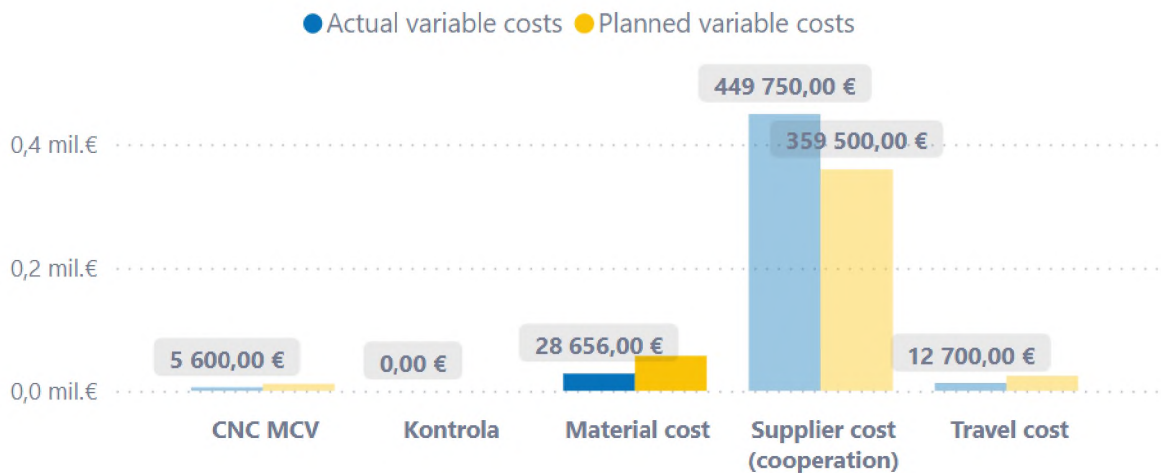 Actual variable costs Planned variable costs
449 750,00 €
0,4 mil.€
359 500,00 €
0,2 mil.€
5 600,00 €
0,00 €
28 656,00 €
12 700,00 €
0,0 mil.€
CNC MCV
Kontrola
Material cost
Supplier cost
(cooperation)
Travel cost